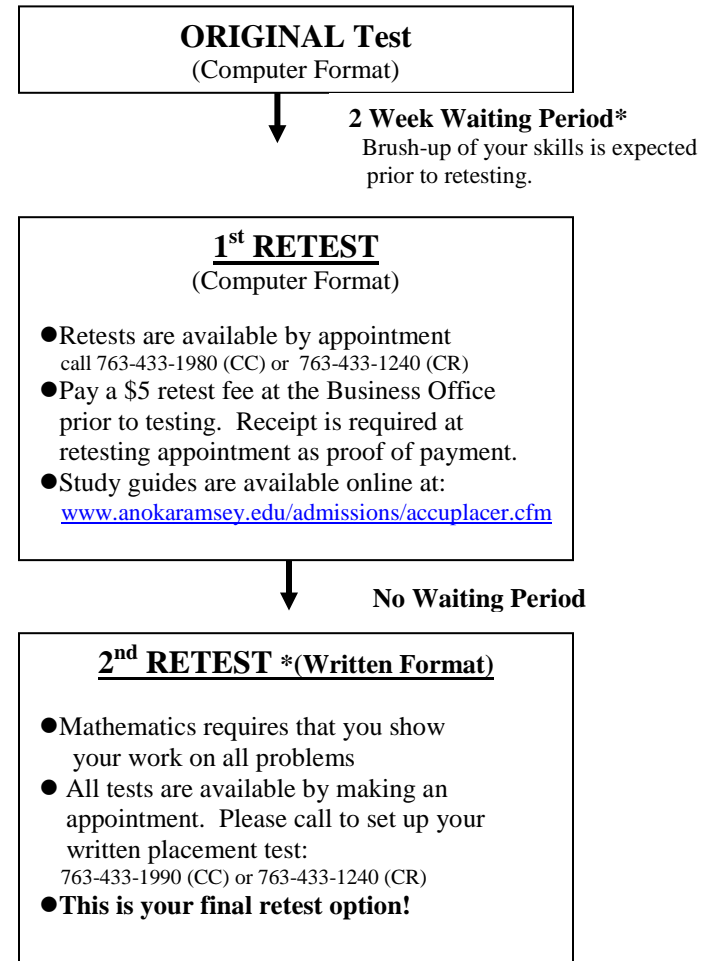 ORIGINAL Test
(Computer Format)
2 Week Waiting Period*
Brush-up of your skills is expected
prior to retesting.
1st RETEST
(Computer Format)
●Retests are available by appointment
call 763-433-1980 (CC) or 763-433-1240 (CR)
●Pay a $5 retest fee at the Business Office
prior to testing. Receipt is required at
retesting appointment as proof of payment.
●Study guides are available online at:
www.anokaramsey.edu/admissions/accuplacer.cfm
No Waiting Period
2nd RETEST *(Written Format)
●Mathematics requires that you show
your work on all problems
● All tests are available by making an
appointment. Please call to set up your
written placement test:
763-433-1990 (CC) or 763-433-1240 (CR)
●This is your final retest option!